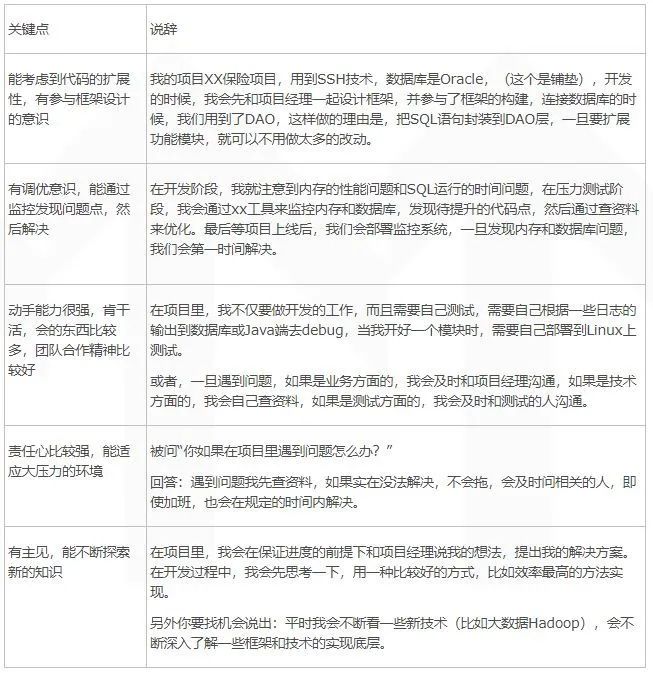 关键点
说辞
能考虑到代码的扩展
性，有参与框架设计
的意识
我的项目XX保险项目，用到SSH技术，数据库是Oracle，（这个是铺垫），开发
的时候，我会先和项目经理一起设计框架，并参与了框架的构建，连接数据库的时
候，我们用到了DAO，这样做的理由是，把SQL语句封装到DAO层，一旦要扩展
功能模块，就可以不用做太多的改动。
有调优意识，能通过
监控发现问题点，然
后解决
在开发阶段，我就注意到内存的性能问题和SQL运行的时间问题，在压力测试阶
段，我会通过xx工具来监控内存和数据库，发现待提升的代码点，然后通过查资料
来优化。最后等项目上线后，我们会部署监控系统，一旦发现内存和数据库问题，
我们会第一时间解决。
动手能力很强，肯干
活，会的东西比较
多，团队合作精神比
较好
在项目里，我不仅要做开发的工作，而且需要自己测试，需要自己根据一些日志的
输出到数据库或Java端去debug，当我开好一个模块时，需要自己部署到Linux上
测试。
或者，一旦遇到问题，如果是业务方面的，我会及时和项目经理沟通，如果是技术
方面的，我会自己查资料，如果是测试方面的，我会及时和测试的人沟通。
责任心比较强，能适
应大压力的环境
被问“你如果在项目里遇到问题怎么办？”
回答：遇到问题我先查资料，如果实在没法解决，不会拖，会及时问相关的人，即
使加班，也会在规定的时间内解决。
有主见，能不断探索
新的知识
在项目里，我会在保证进度的前提下和项目经理说我的想法，提出我的解决方案。
在开发过程中，我会先思考一下，用一种比较好的方式，比如效率最高的方法实
现。
另外你要找机会说出：平时我会不断看一些新技术（比如大数据Hadoop），会不
断深入了解一些框架和技术的实现底层。